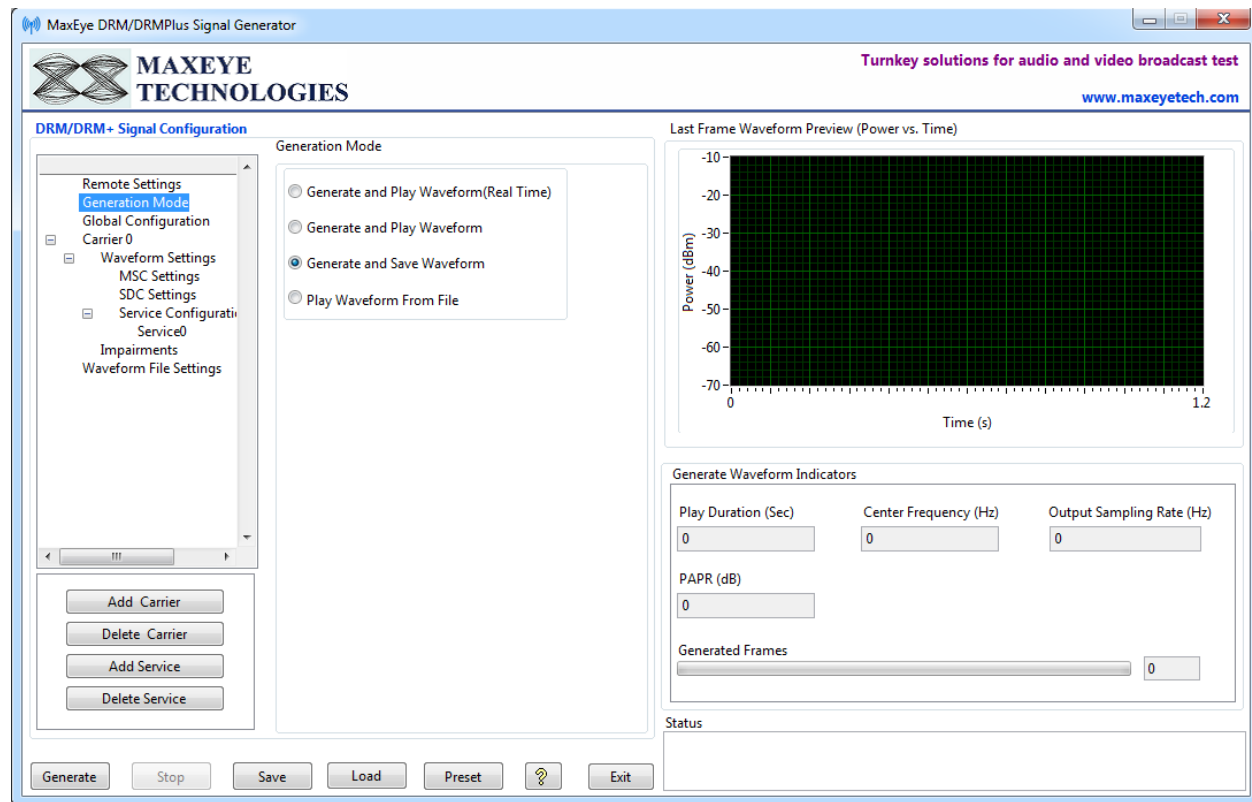 MaxEye DRM/DRMPlus Signal Generator
MAXEYE
TECHNOLOGIES
Turnkey solutions for audio and video broadcast test
www.maxeyetech.com
DRM/DRM+ Signal Configuration
Remote Settings
Generation Mode
Global Configuration
Carrier 0
Waveform Settings
MSC Settings
SDC Settings
Service Configurati
Service0
Impairments
Waveform File Settings
Add Carrier
Delete Carrier
Add Service
Delete Service
Generation Mode
Generate and Play Waveform(Real Time)
Generate and Play Waveform
Generate and Save Waveform
Play Waveform From File
Last Frame Waveform Preview (Power vs. Time)
Power (dBm)
-10
-20
-30
-40
-50
-60
-70
0 1.2
Time (s)
Generate Waveform Indicators
Play Duration (Sec) Center Frequency (Hz) Output Sampling Rate (Hz)
0 0 0
PAPR (dB)
0
Generated Frames
0
Status
Generate Stop Save Load Preset ? Exit